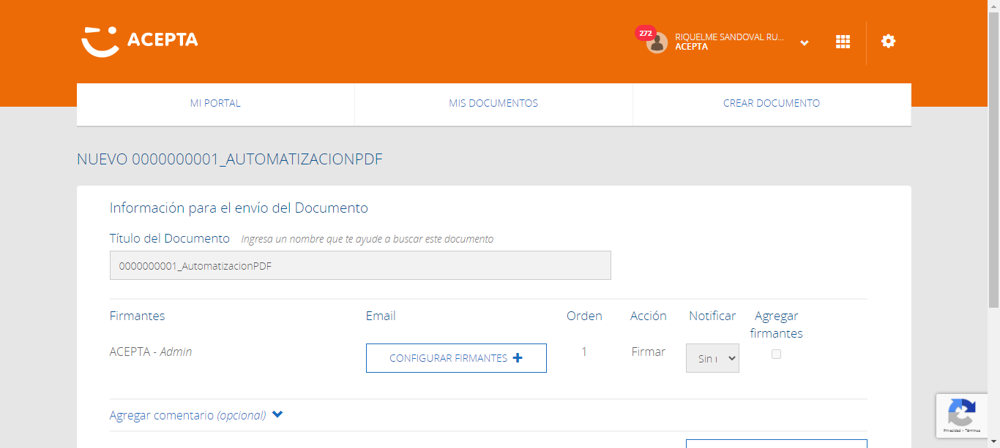 ACEPTA
272
RIQUELME SANDOVAL RU...
ACEPTA
MI PORTAL
MIS DOCUMENTOS
CREAR DOCUMENTO
NUEVO 0000000001_AUTOMATIZACIONPDF
Información para el envío del Documento
Título del Documento Ingresa un nombre que te ayude a buscar este documento
0000000001_AutomatizacionPDF
Firmantes Email Orden Acción Notificar Agregar firmantes
ACEPTA - Admin CONFIGURAR FIRMANTES 1 Firmar Sin
Agregar comentario (opcional)
Privacidad - Términos